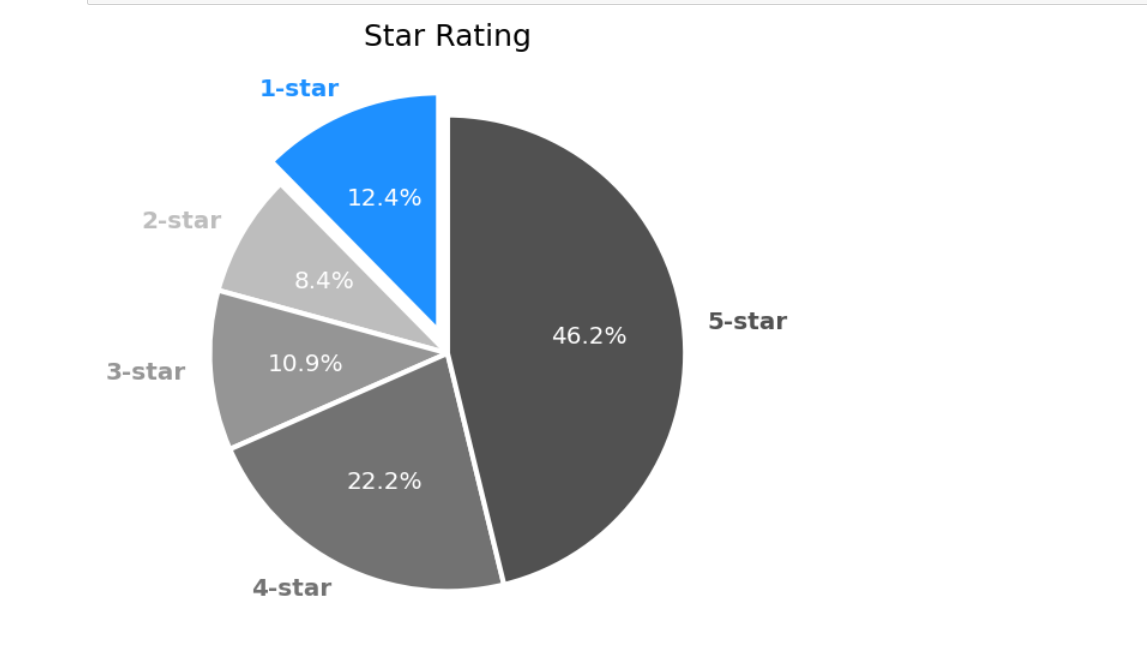 Star Rating
1-star
12.4%
2-star
8.4%
5-star
46.2%
3-star
10.9%
22.2%
4-star